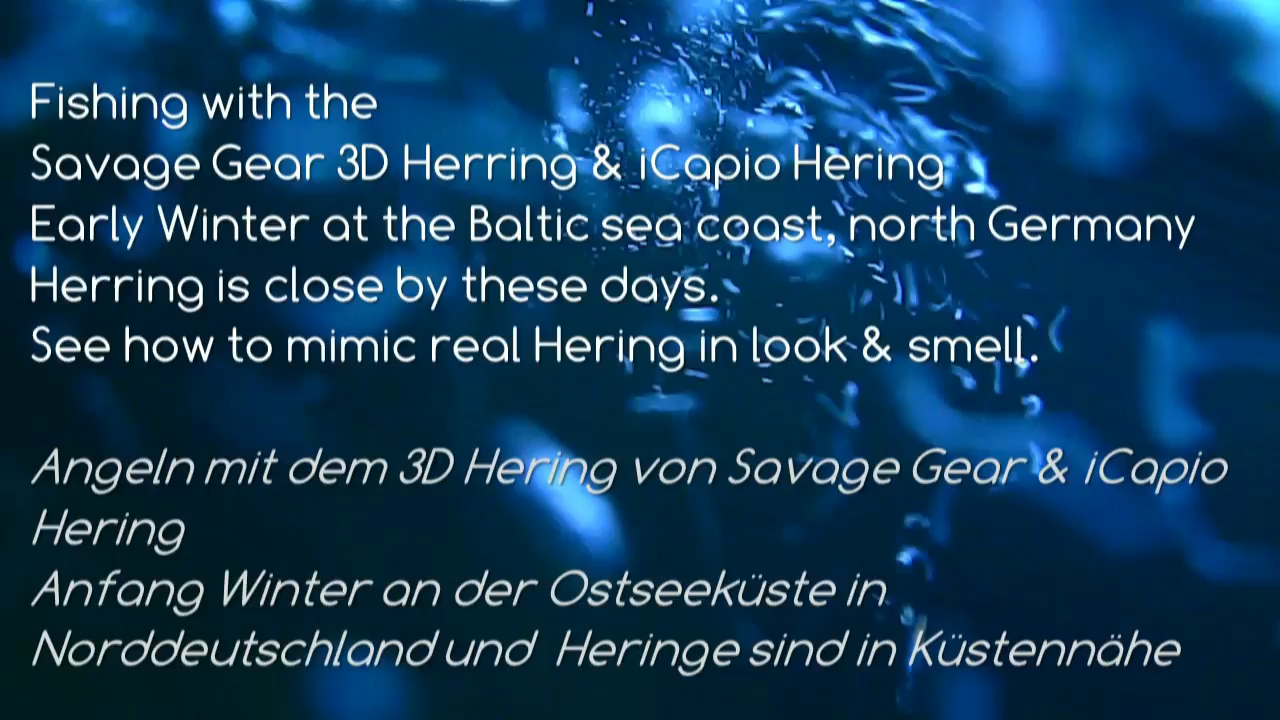 Fishing with the
Savage Gear 3D Herring & iCapio Hering
Early Winter at the Baltic sea coast, north Germany
Herring is close by these days.
See how to mimic real Hering in look & smell.
Angeln mit dem 3D Hering von Savage Gear & iCapio
Hering
Anfang Winter an der Ostseeküste in
Norddeutschland und Heringe sind in Küstennähe